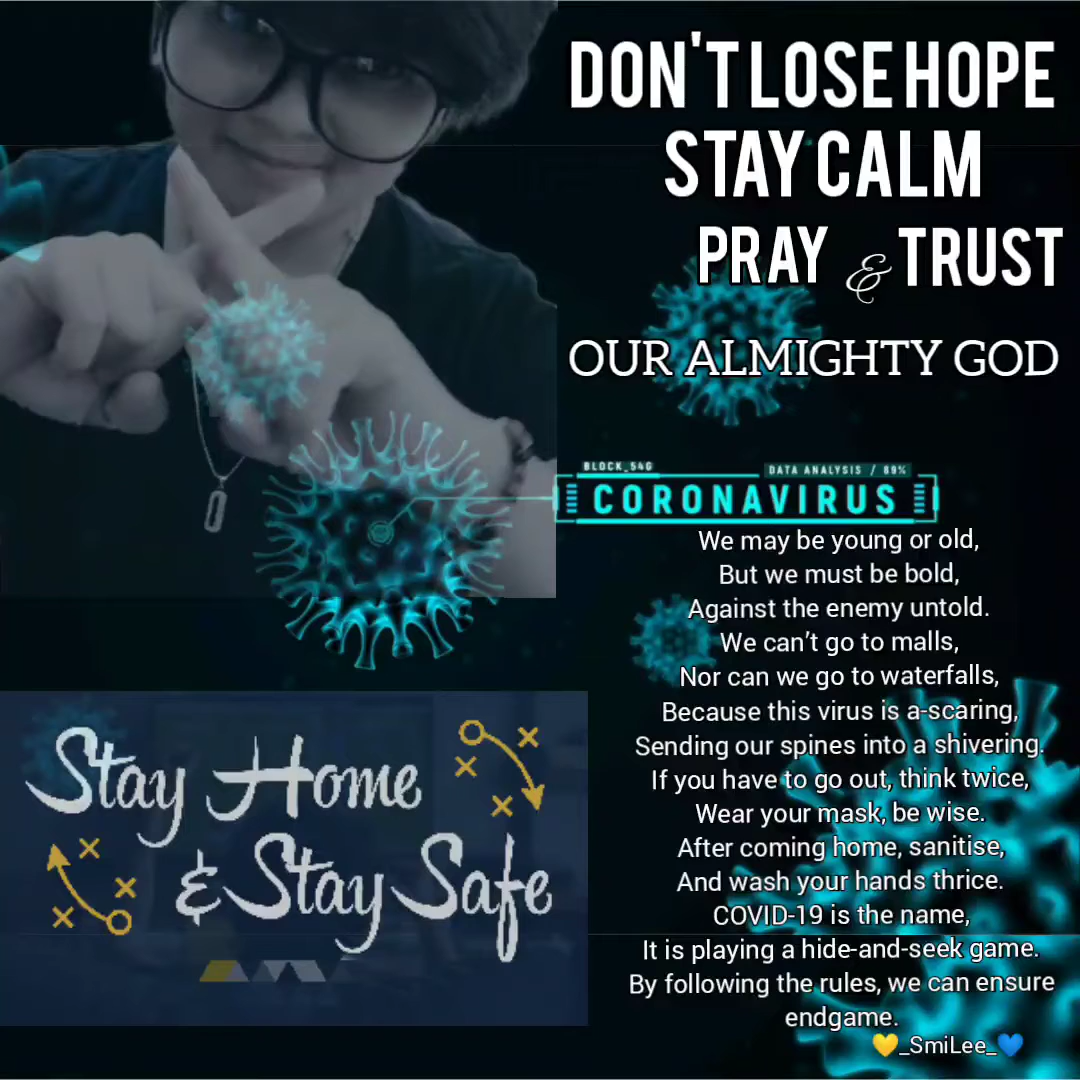 DON'T LOSE HOPE
STAY CALM
PRAY & TRUST
OUR ALMIGHTY GOD
BLOCK_54G
DATA ANALYSIS / 89%
CORONAVIRUS
We may be young or old,
But we must be bold,
Against the enemy untold.
We can’t go to malls,
Nor can we go to waterfalls,
Because this virus is a-scaring,
Sending our spines into a shivering.
If you have to go out, think twice,
Wear your mask, be wise.
After coming home, sanitise,
And wash your hands thrice.
COVID-19 is the name,
It is playing a hide-and-seek game.
By following the rules, we can ensure
endgame.
💛_SmiLee_💙
Stay Home
& Stay Safe